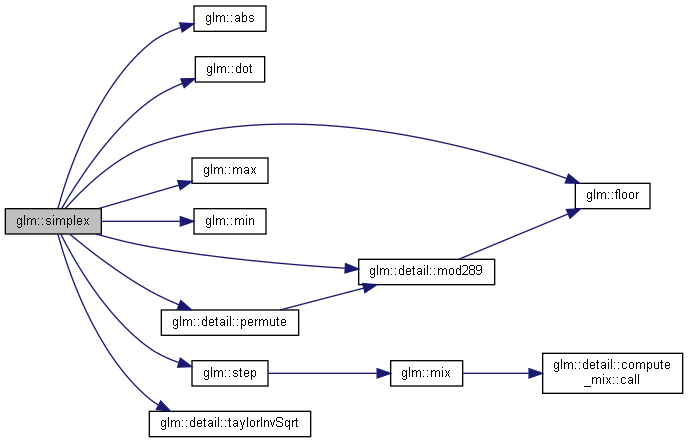 glm::abs
glm::dot
glm::max
glm::floor
glm::simplex
glm::min
glm::detail::mod289
glm::detail::permute
glm::step
glm::mix
glm::detail::compute
_mix::call
glm::detail::taylorInvSqrt